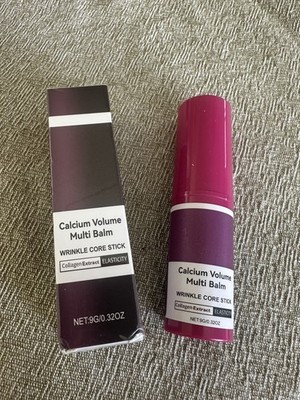 Calcium Volume
Multi Balm
WRINKLE CORE STICK
Collagen Extract ELASTICITY
NET:9G/0.32OZ
Calcium Volume
Multi Balm
WRINKLE CORE STICK
Collagen Extract ELASTICITY
NET:9G/0.32OZ